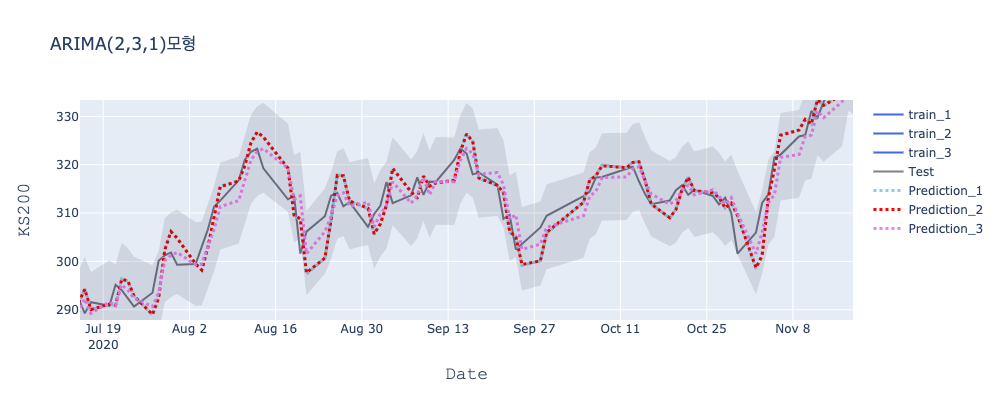 ARIMA(2,3,1)모형
330
320
310
300
290
KS200
Jul 19
2020
Aug 2
Aug 16
Aug 30
Sep 13
Sep 27
Oct 11
Oct 25
Nov 8
Date
train_1
train_2
train_3
Test
Prediction_1
Prediction_2
Prediction_3